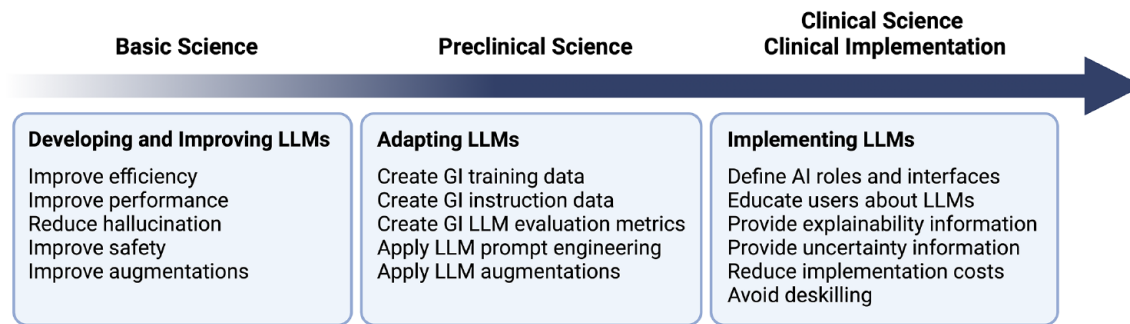 Basic Science
Preclinical Science
Clinical Science
Clinical Implementation
Developing and Improving LLMs
Improve efficiency
Improve performance
Reduce hallucination
Improve safety
Improve augmentations
Adapting LLMs
Create GI training data
Create GI instruction data
Create GI LLM evaluation metrics
Apply LLM prompt engineering
Apply LLM augmentations
Implementing LLMs
Define AI roles and interfaces
Educate users about LLMs
Provide explainability information
Provide uncertainty information
Reduce implementation costs
Avoid deskilling